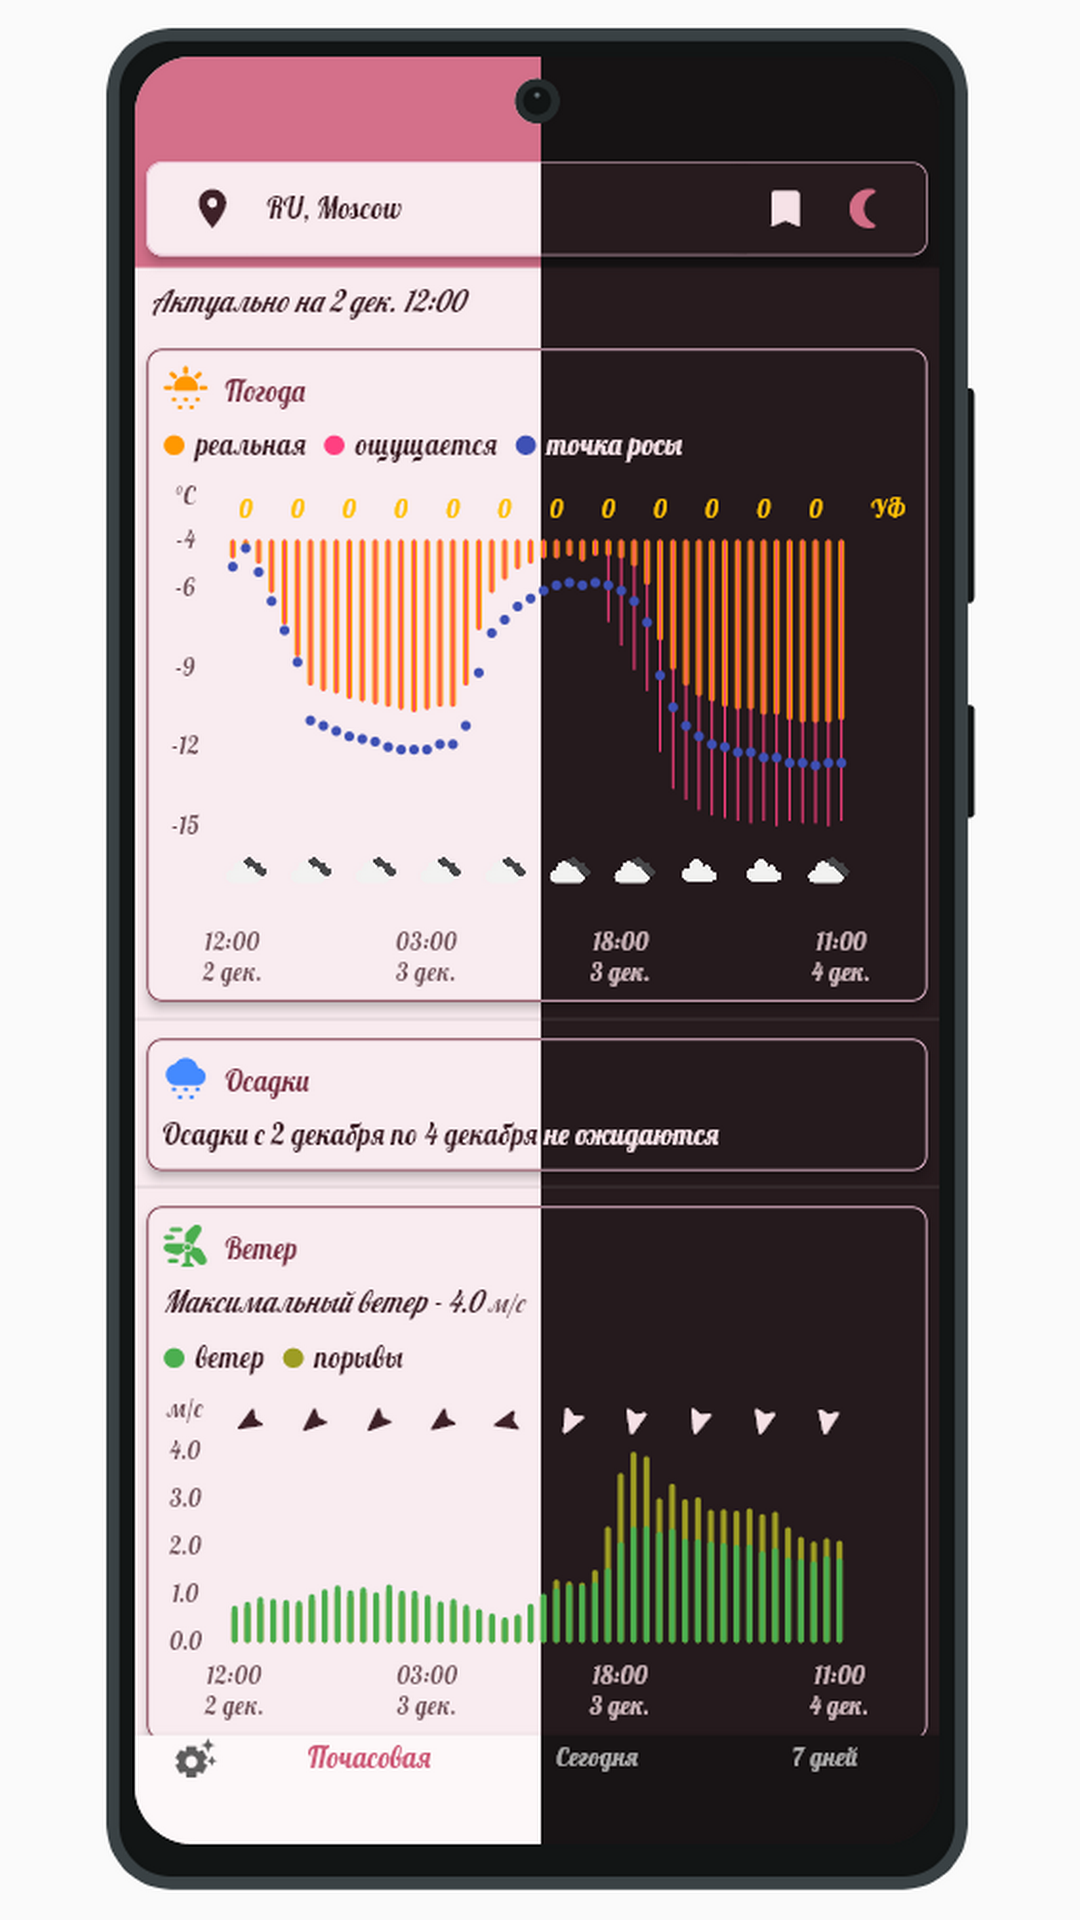 RU, Moscow
Актуально на 2 дек. 12:00
Погода
реальная ощущается точка росы
°C 0 0 0 0 0 0 0 0 0 0 0 0 УФ
-4
-6
-9
-12
-15
12:00 03:00 18:00 11:00
2 дек. 3 дек. 3 дек. 4 дек.
Осадки
Осадки с 2 декабря по 4 декабря не ожидаются
Ветер
Максимальный ветер - 4.0 м/с
ветер порывы
м/с
4.0
3.0
2.0
1.0
0.0
12:00 03:00 18:00 11:00
2 дек. 3 дек. 3 дек. 4 дек.
Почасовая Сегодня 7 дней